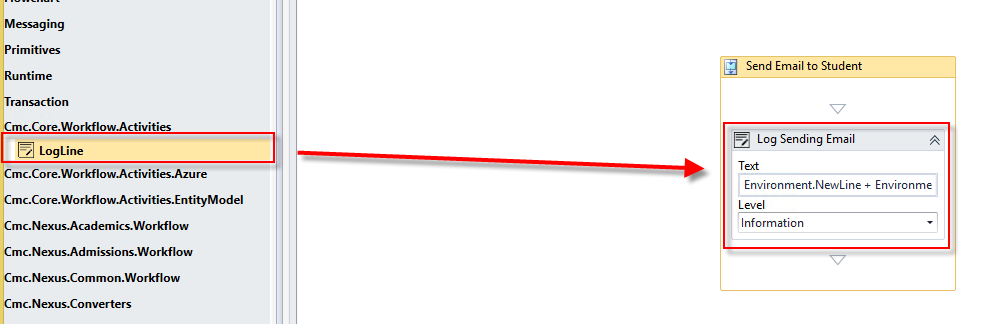 Messaging
Primitives
Runtime
Transaction
Cmc.Core.Workflow.Activities
LogLine
Cmc.Core.Workflow.Activities.Azure
Cmc.Core.Workflow.Activities.EntityModel
Cmc.Nexus.Academics.Workflow
Cmc.Nexus.Admissions.Workflow
Cmc.Nexus.Common.Workflow
Cmc.Nexus.Converters
Send Email to Student
Log Sending Email
Text
Environment.NewLine + Environme
Level
Information